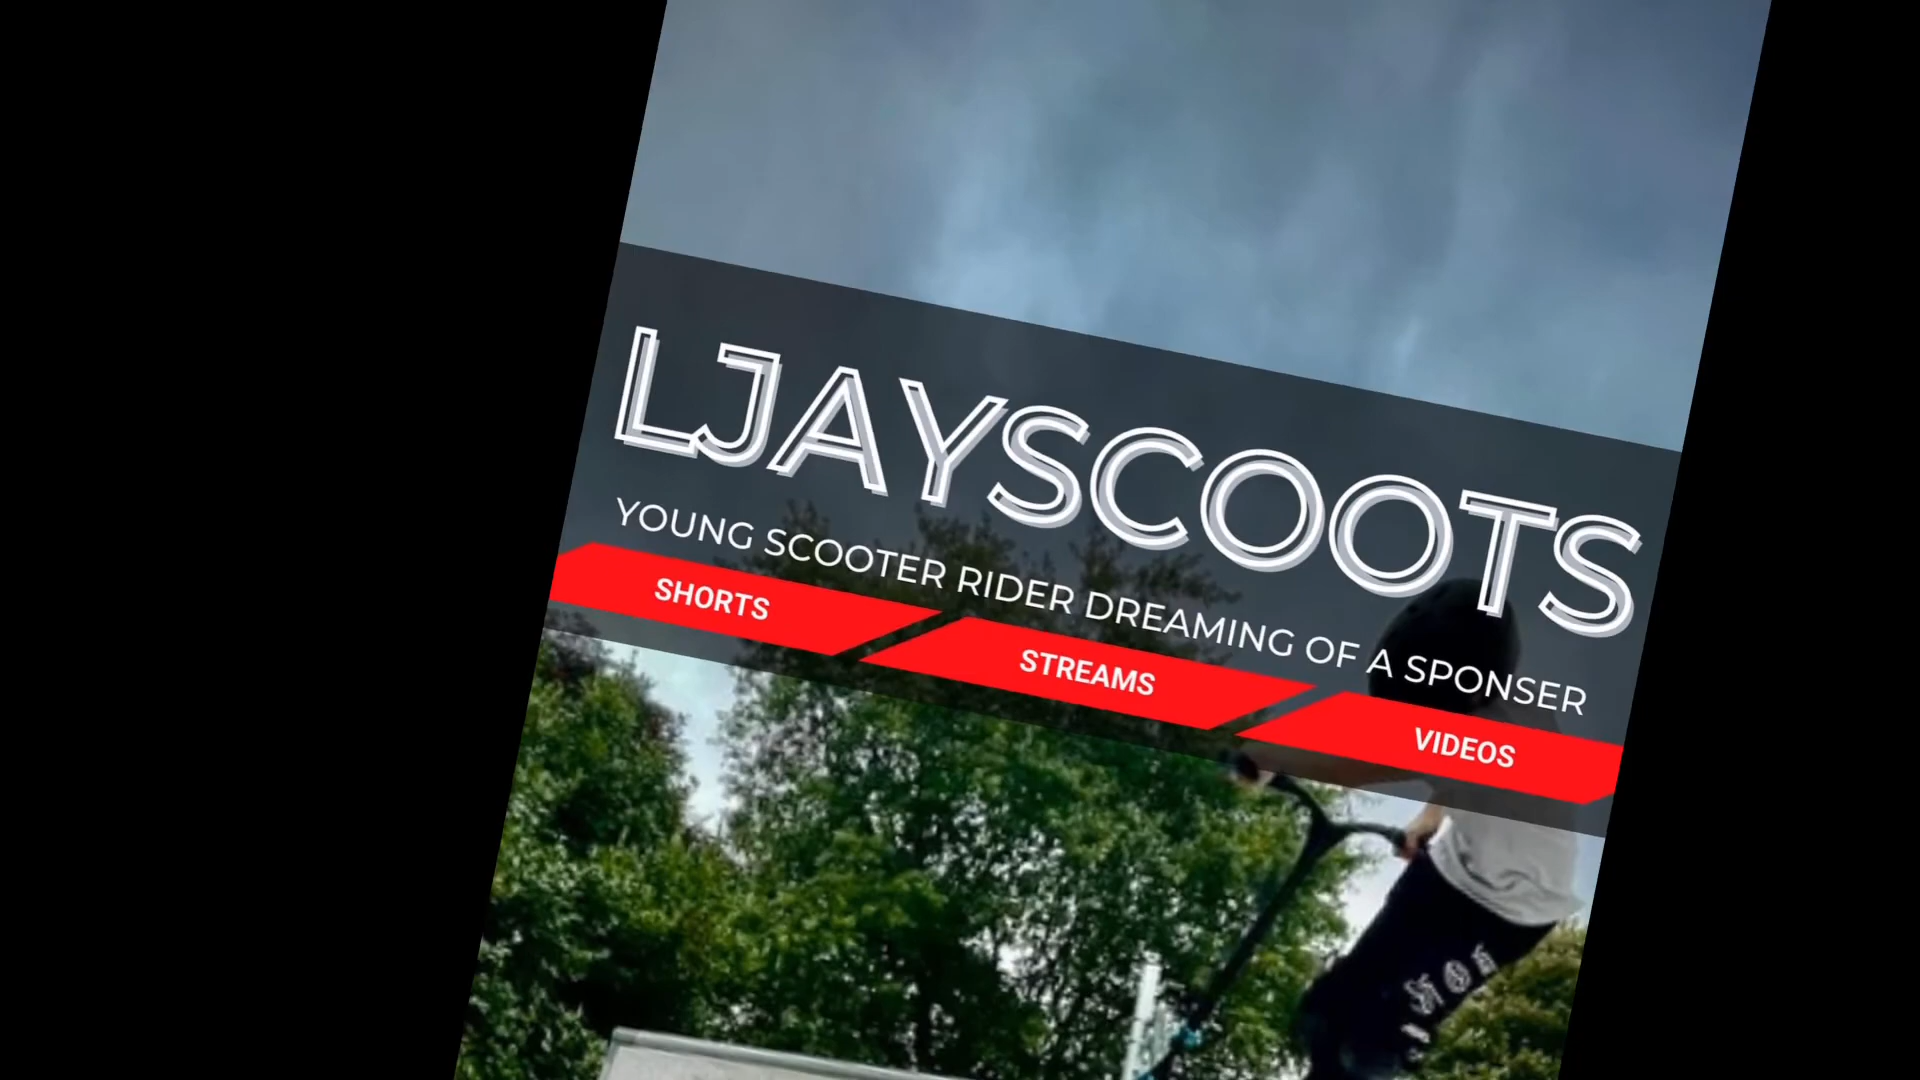 LJAYSCOOTS
YOUNG SCOOTER RIDER DREAMING OF A SPONSER
SHORTS
STREAMS
VIDEOS